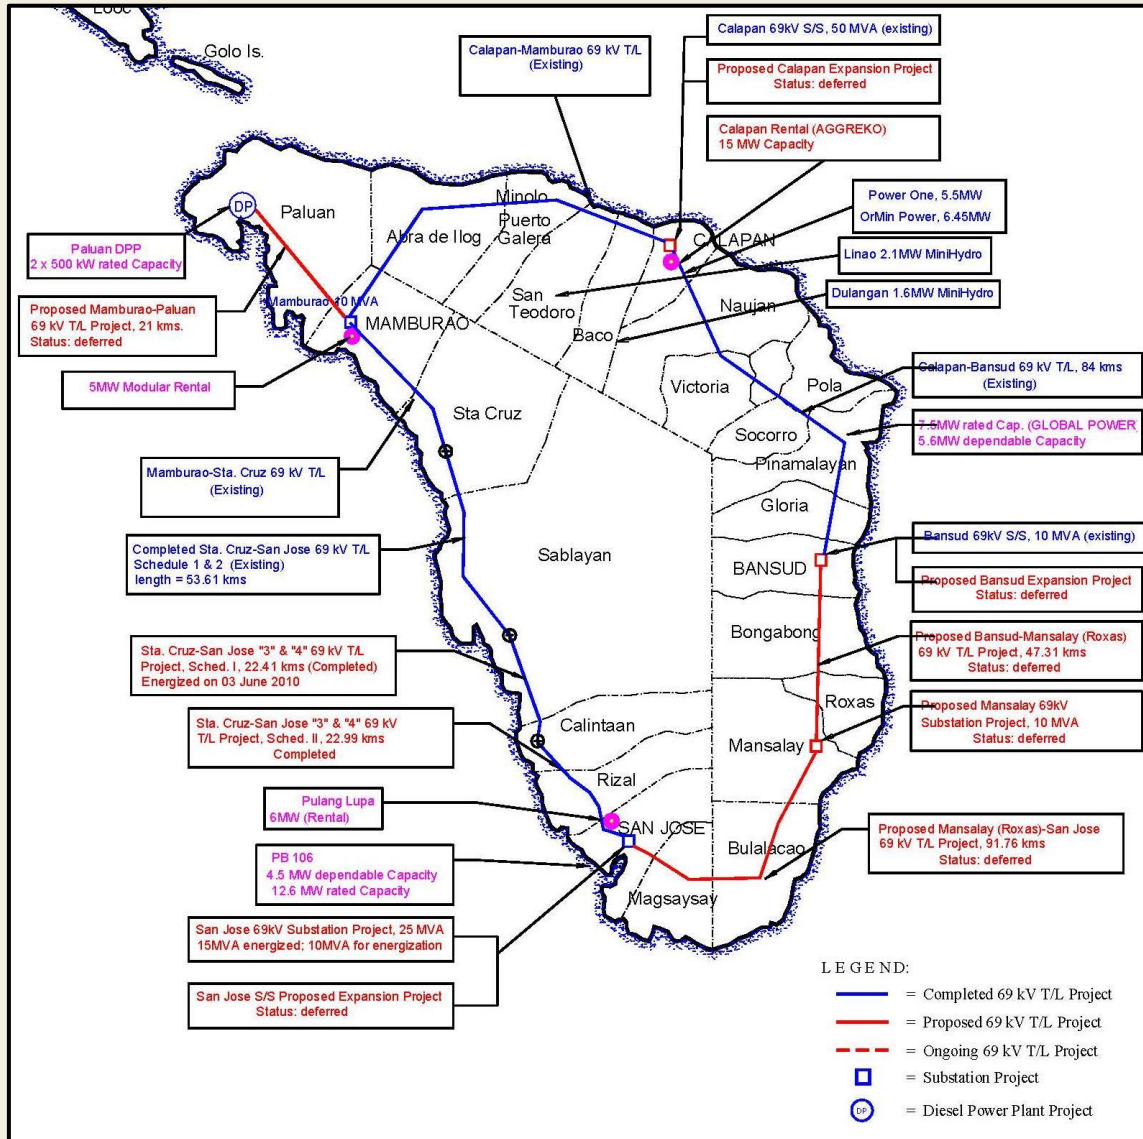 Looc
Golo Is.
Calapan-Mamburao 69 kV T/L
(Existing)
Calapan 69kV S/S, 50 MVA (existing)
Proposed Calapan Expansion Project
Status: deferred
Calapan Rental (AGGREKO)
15 MW Capacity
Power One, 5.5MW
OrMin Power, 6.45MW
Linao 2.1MW MiniHydro
Dulangan 1.6MW MiniHydro
Calapan-Bansud 69 kV T/L, 84 kms
(Existing)
7.5MW rated Cap. (GLOBAL POWER
5.6MW dependable Capacity
Bansud 69kV S/S, 10 MVA (existing)
Proposed Bansud Expansion Project
Status: deferred
Proposed Bansud-Mansalay (Roxas)
69 kV T/L Project, 47.31 kms
Status: deferred
Proposed Mansalay 69kV
Substation Project, 10 MVA
Status: deferred
Proposed Mansalay (Roxas)-San Jose
69 kV T/L Project, 91.76 kms
Status: deferred
Paluan DPP
2 x 500 kW rated Capacity
Proposed Mamburao-Paluan
69 kV T/L Project, 21 kms.
Status: deferred
5MW Modular Rental
Mamburao-Sta. Cruz 69 kV T/L
(Existing)
Completed Sta. Cruz-San Jose 69 kV T/L
Schedule 1 & 2 (Existing)
length = 53.61 kms
Sta. Cruz-San Jose "3" & "4" 69 kV T/L
Project, Sched. I, 22.41 kms (Completed)
Energized on 03 June 2010
Sta. Cruz-San Jose "3" & "4" 69 kV
T/L Project, Sched. II, 22.99 kms
Completed
Pulang Lupa
6MW (Rental)
PB 106
4.5 MW dependable Capacity
12.6 MW rated Capacity
San Jose 69kV Substation Project, 25 MVA
15MVA energized; 10MVA for energization
San Jose S/S Proposed Expansion Project
Status: deferred
DP
Paluan
Abra de Ilog
Minolo
Puerto
Galera
CALAPAN
San
Teodoro
Baco
Naujan
Mamburao 10 MVA
MAMBURAO
Sta Cruz
Victoria
Pola
Socorro
Pinamalayan
Gloria
Sablayan
BANSUD
Bongabong
Roxas
Calintaan
Mansalay
Rizal
SAN JOSE
Bulalacao
Magsaysay
LEGEND:
= Completed 69 kV T/L Project
= Proposed 69 kV T/L Project
= Ongoing 69 kV T/L Project
= Substation Project
DP = Diesel Power Plant Project